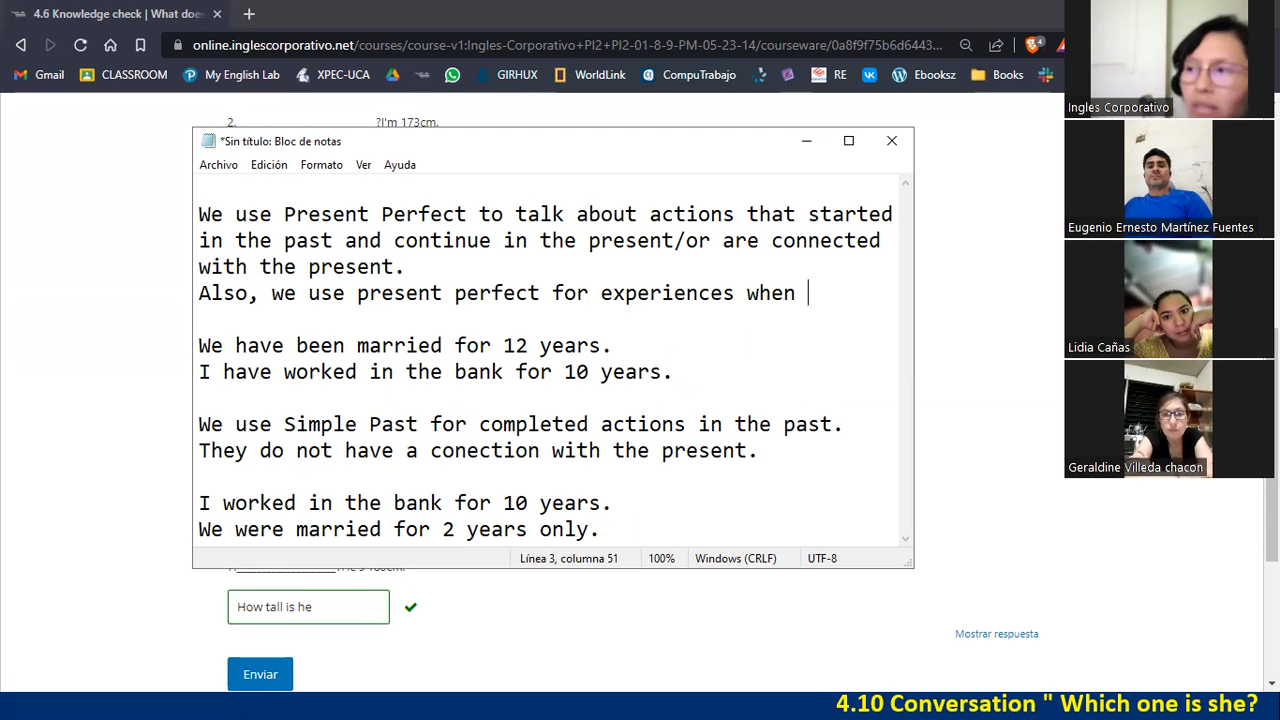 4.6 Knowledge check | What doe
online.inglescorporativo.net/courses/course-v1:Ingles-Corporativo+PI2+PI2-01-8-9-PM-05-23-14/courseware/0a8f9f75b6d6443...
4
Gmail CLASSROOM My English Lab XPEC-UCA GIRHUX WorldLink CompuTrabajo RE WordPress Ebooksz Books
2. ?I'm 173cm.
*Sin título: Bloc de notas
Archivo Edición Formato Ver Ayuda
We use Present Perfect to talk about actions that started
in the past and continue in the present/or are connected
with the present.
Also, we use present perfect for experiences when
We have been married for 12 years.
I have worked in the bank for 10 years.
We use Simple Past for completed actions in the past.
They do not have a conection with the present.
I worked in the bank for 10 years.
We were married for 2 years only.
Línea 3, columna 51 100% Windows (CRLF) UTF-8
How tall is he
Mostrar respuesta
Enviar
Ingles Corporativo
Eugenio Ernesto Martínez Fuentes
Lidia Cañas
Geraldine Villeda chacon
4.10 Conversation " Which one is she?